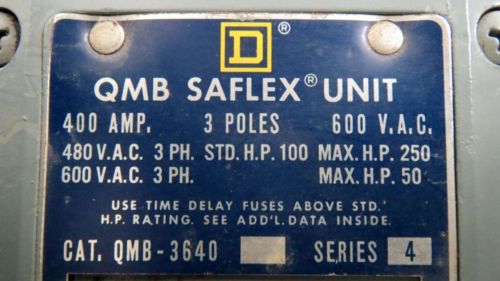 D ®
QMB SAFLEX® UNIT
400 AMP. 3 POLES 600 V.A.C.
480 V.A.C. 3 PH. STD. H.P. 100 MAX. H.P. 250
600 V.A.C. 3 PH. MAX. H.P. 50
USE TIME DELAY FUSES ABOVE STD.
H.P. RATING. SEE ADD'L. DATA INSIDE.
CAT. QMB-3640 SERIES 4